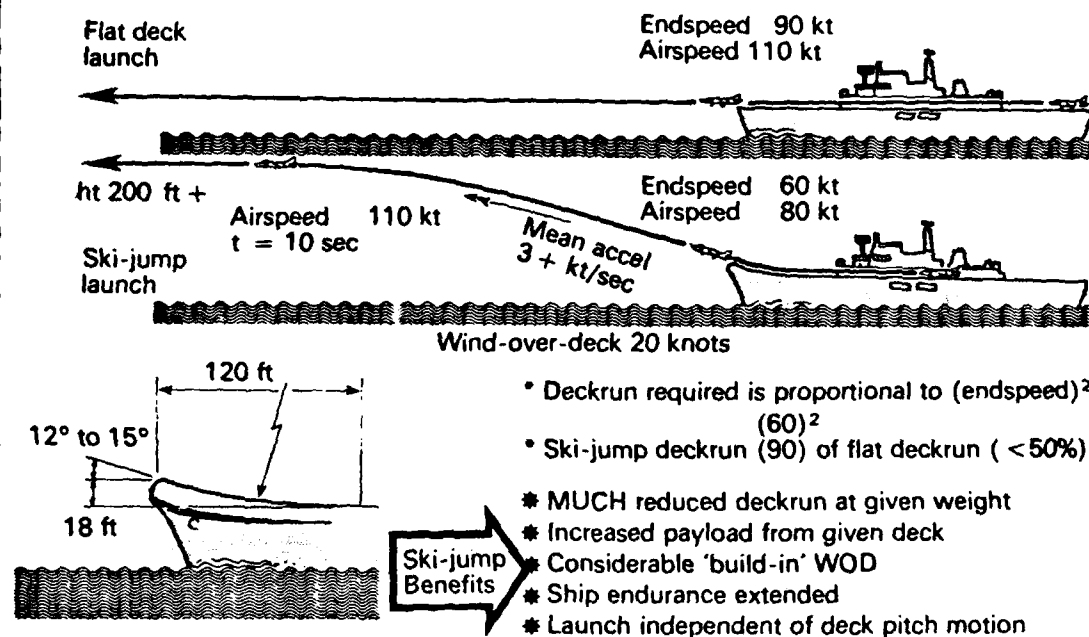 Flat deck
launch
Endspeed 90 kt
Airspeed 110 kt
ht 200 ft +
Airspeed 110 kt
t = 10 sec
Mean accel
3 + kt/sec
Endspeed 60 kt
Airspeed 80 kt
Ski-jump
launch
Wind-over-deck 20 knots
120 ft
12° to 15°
18 ft
Ski-jump
Benefits
* Deckrun required is proportional to (endspeed)²
(60)²
* Ski-jump deckrun (90) of flat deckrun ( <50%)
✱ MUCH reduced deckrun at given weight
✱ Increased payload from given deck
✱ Considerable 'build-in' WOD
✱ Ship endurance extended
✱ Launch independent of deck pitch motion